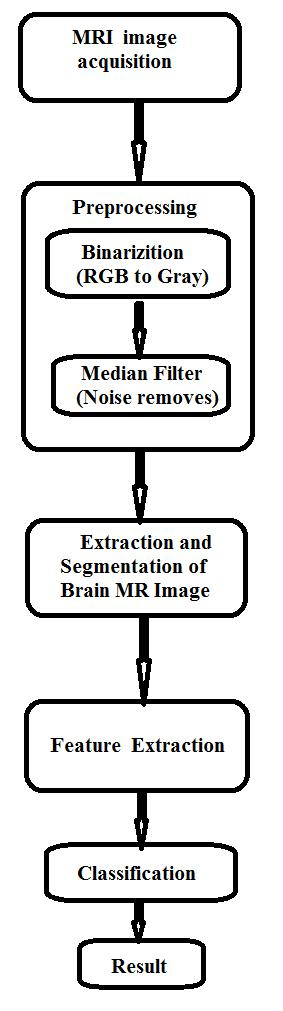 MRI image
acquisition
Preprocessing
Binarizition
(RGB to Gray)
Median Filter
(Noise removes)
Extraction and
Segmentation of
Brain MR Image
Feature Extraction
Classification
Result